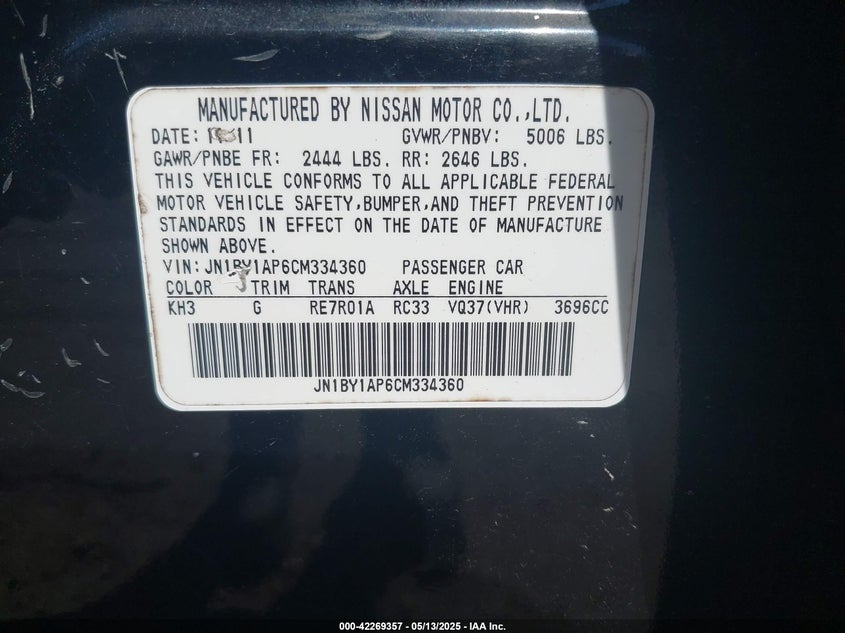 MANUFACTURED BY NISSAN MOTOR CO.,LTD.
DATE: 11 GVWR/PNBV: 5006 LBS.
GAWR/PNBE FR: 2444 LBS. RR: 2646 LBS.
THIS VEHICLE CONFORMS TO ALL APPLICABLE FEDERAL
MOTOR VEHICLE SAFETY,BUMPER,AND THEFT PREVENTION
STANDARDS IN EFFECT ON THE DATE OF MANUFACTURE
SHOWN ABOVE.
VIN:JN1BY1AP6CM334360 PASSENGER CAR
COLOR TRIM TRANS AXLE ENGINE
KH3 G RE7R01A RC33 VQ37(VHR) 3696CC
JN1BY1AP6CM334360
000-42269357 - 05/13/2025 - IAA Inc.